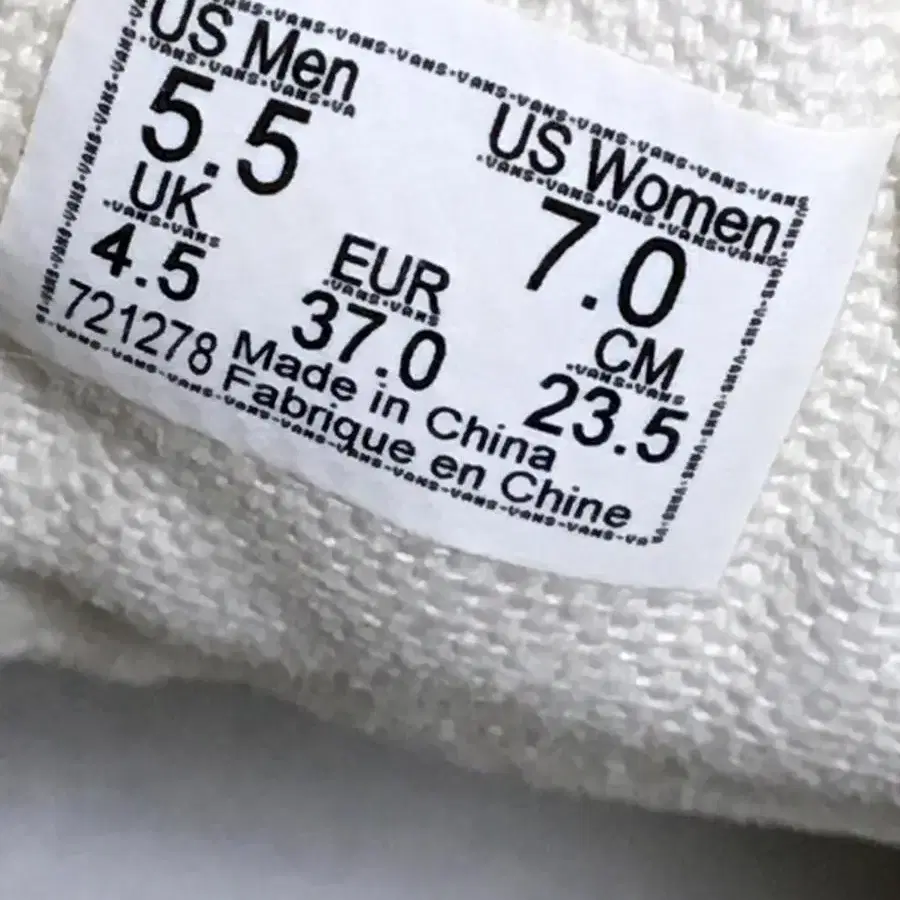 US Men
5.5
US Women
7.0
UK
4.5
EUR
37.0
CM
23.5
721278 Made in China
Fabrique en Chine